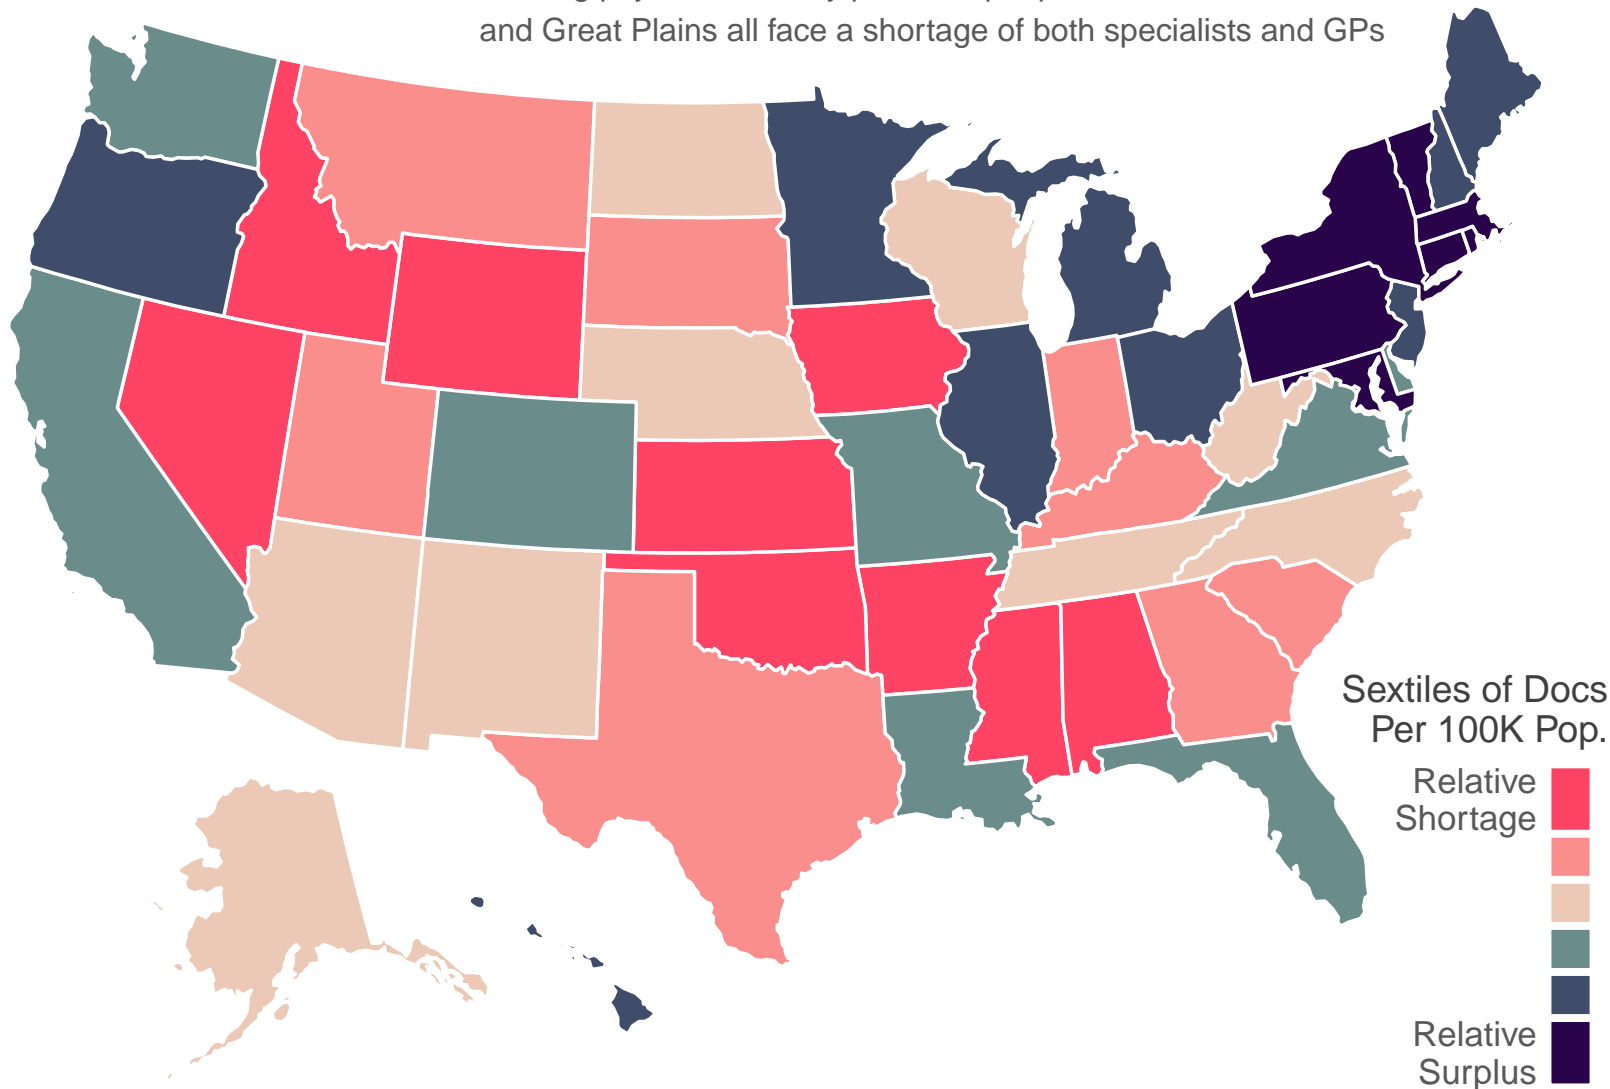 and Great Plains all face a shortage of both specialists and GPs
Sextiles of Docs
Per 100K Pop.
Relative
Shortage
Relative
Surplus